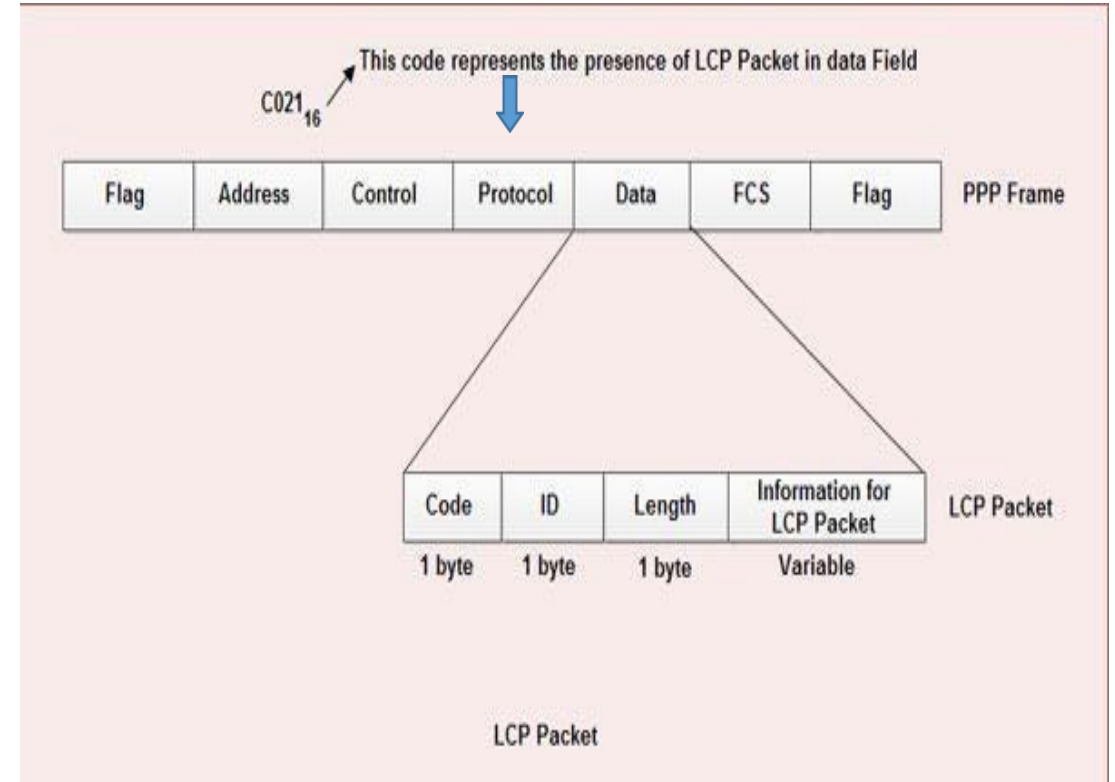 This code represents the presence of LCP Packet in data Field
C021₁₆
Flag Address Control Protocol Data FCS Flag PPP Frame
Code ID Length Information for LCP Packet LCP Packet
1 byte 1 byte 1 byte Variable
LCP Packet